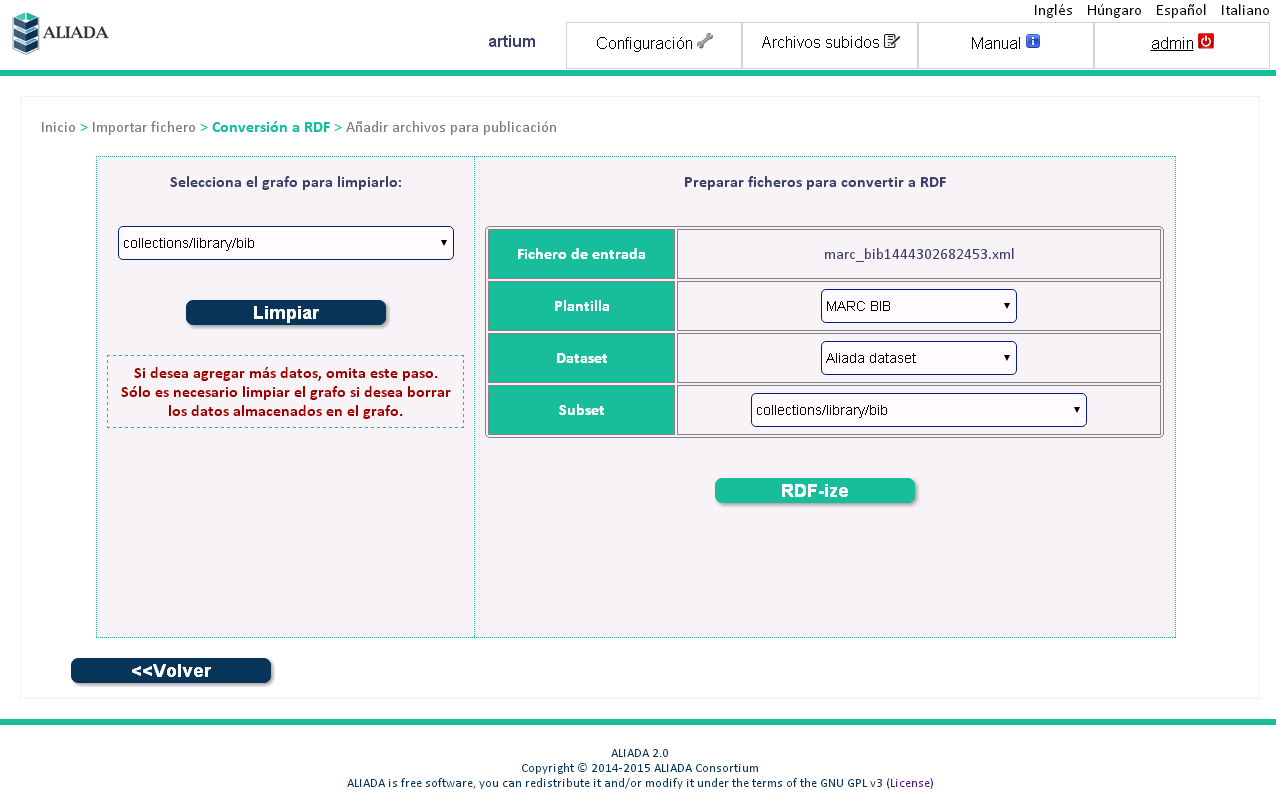 Inglés Húngaro Español Italiano
ALIADA
artium
Configuración
Archivos subidos
Manual
admin
Inicio > Importar fichero > Conversión a RDF > Añadir archivos para publicación
Selecciona el grafo para limpiarlo:
collections/library/bib
Limpiar
Si desea agregar más datos, omita este paso.
Sólo es necesario limpiar el grafo si desea borrar
los datos almacenados en el grafo.
Preparar ficheros para convertir a RDF
Fichero de entrada marc_bib1444302682453.xml
Plantilla MARC BIB
Dataset Aliada dataset
Subset collections/library/bib
RDF-ize
<<Volver
ALIADA 2.0
Copyright © 2014-2015 ALIADA Consortium
ALIADA is free software, you can redistribute it and/or modify it under the terms of the GNU GPL v3 (License)